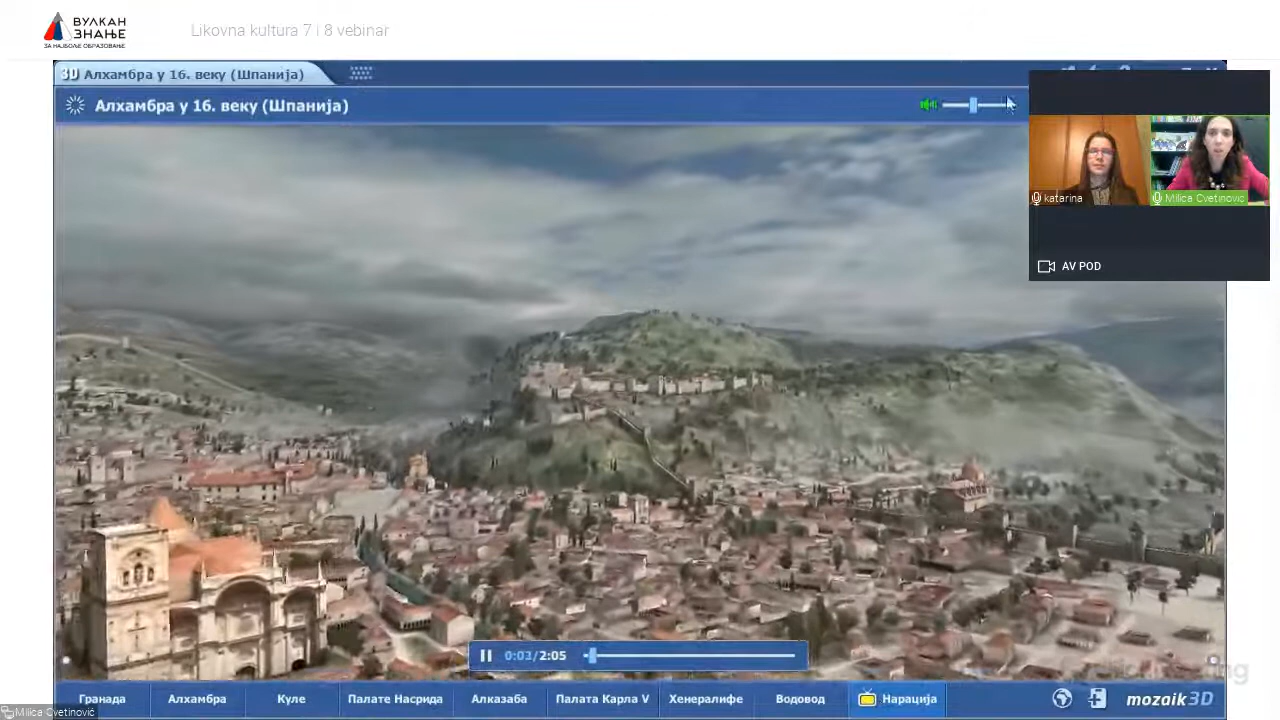 ВУЛКАН
ЗНАЊЕ
ЗА НАЈБОЉЕ ОБРАЗОВАЊЕ
Likovna kultura 7 i 8 vebinar
3D Алхамбра у 16. веку (Шпанија)
Алхамбра у 16. веку (Шпанија)
katarina
Milica Cvetinović
AV POD
0:03/2:05
Гранада
Алхамбра
Куле
Палате Насрида
Алказаба
Палата Карла V
Хенералифе
Водовод
Нарација
mozaik3D
Milica Cvetinović